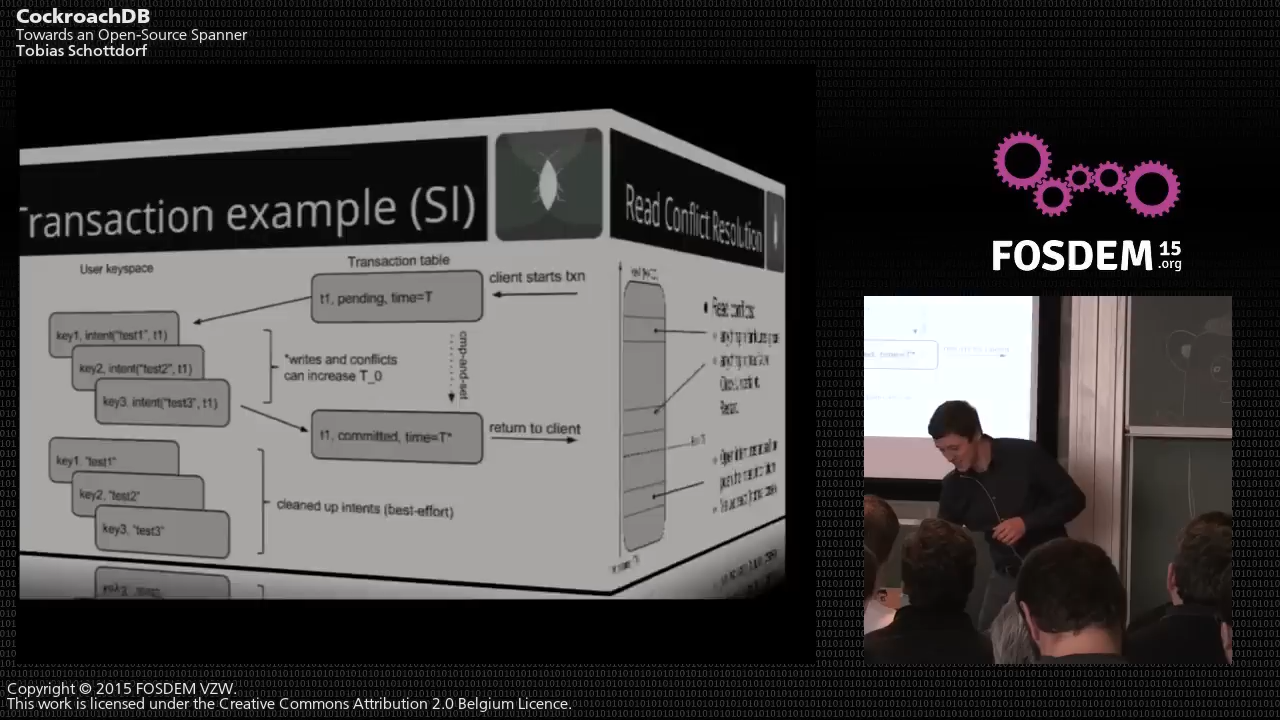 CockroachDB
Towards an Open-Source Spanner
Tobias Schottdorf
Transaction example (SI)
User keyspace
Transaction table
client starts txn
t1, pending, time=T
key1, intent("test1", t1)
key2, intent("test2", t1)
key3, intent("test3", t1)
*writes and conflicts
can increase T_0
cmp-and-set
t1, committed, time=T*
return to client
key1, "test1"
key2, "test2"
key3, "test3"
cleaned up intents (best-effort)
Read Conflict Resolution
Read conflicts:
FOSDEM 15
.org
Copyright © 2015 FOSDEM VZW.
This work is licensed under the Creative Commons Attribution 2.0 Belgium Licence.